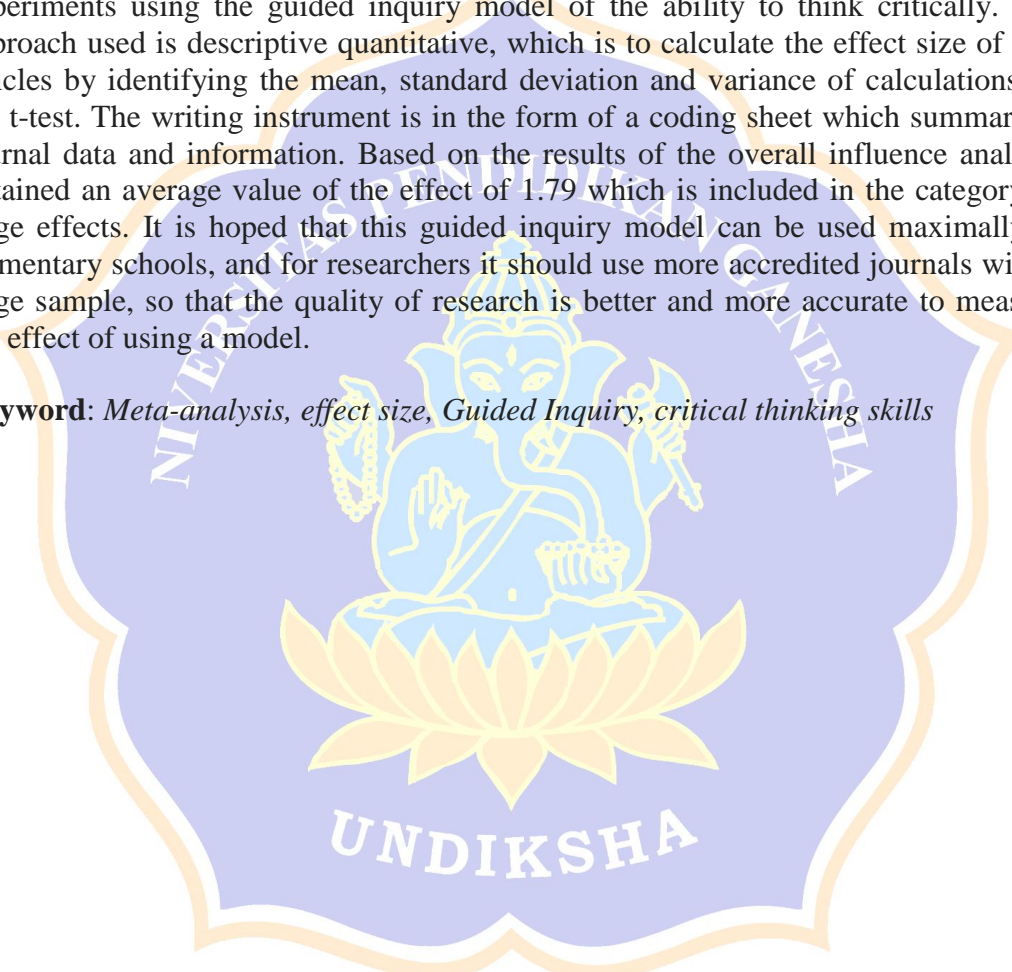 periments using the guided inquiry model of the ability to think critically.
proach used is descriptive quantitative, which is to calculate the effect size of
icles by identifying the mean, standard deviation and variance of calculations
t-test. The writing instrument is in the form of a coding sheet which summar
rnal data and information. Based on the results of the overall influence anal
tained an average value of the effect of 1.79 which is included in the category
ge effects. It is hoped that this guided inquiry model can be used maximally
mentary schools, and for researchers it should use more accredited journals wi
ge sample, so that the quality of research is better and more accurate to meas
effect of using a model.
yword: Meta-analysis, effect size, Guided Inquiry, critical thinking skills
NIVERSITAS PENDIDIKAN GANESHA
UNDIKSHA